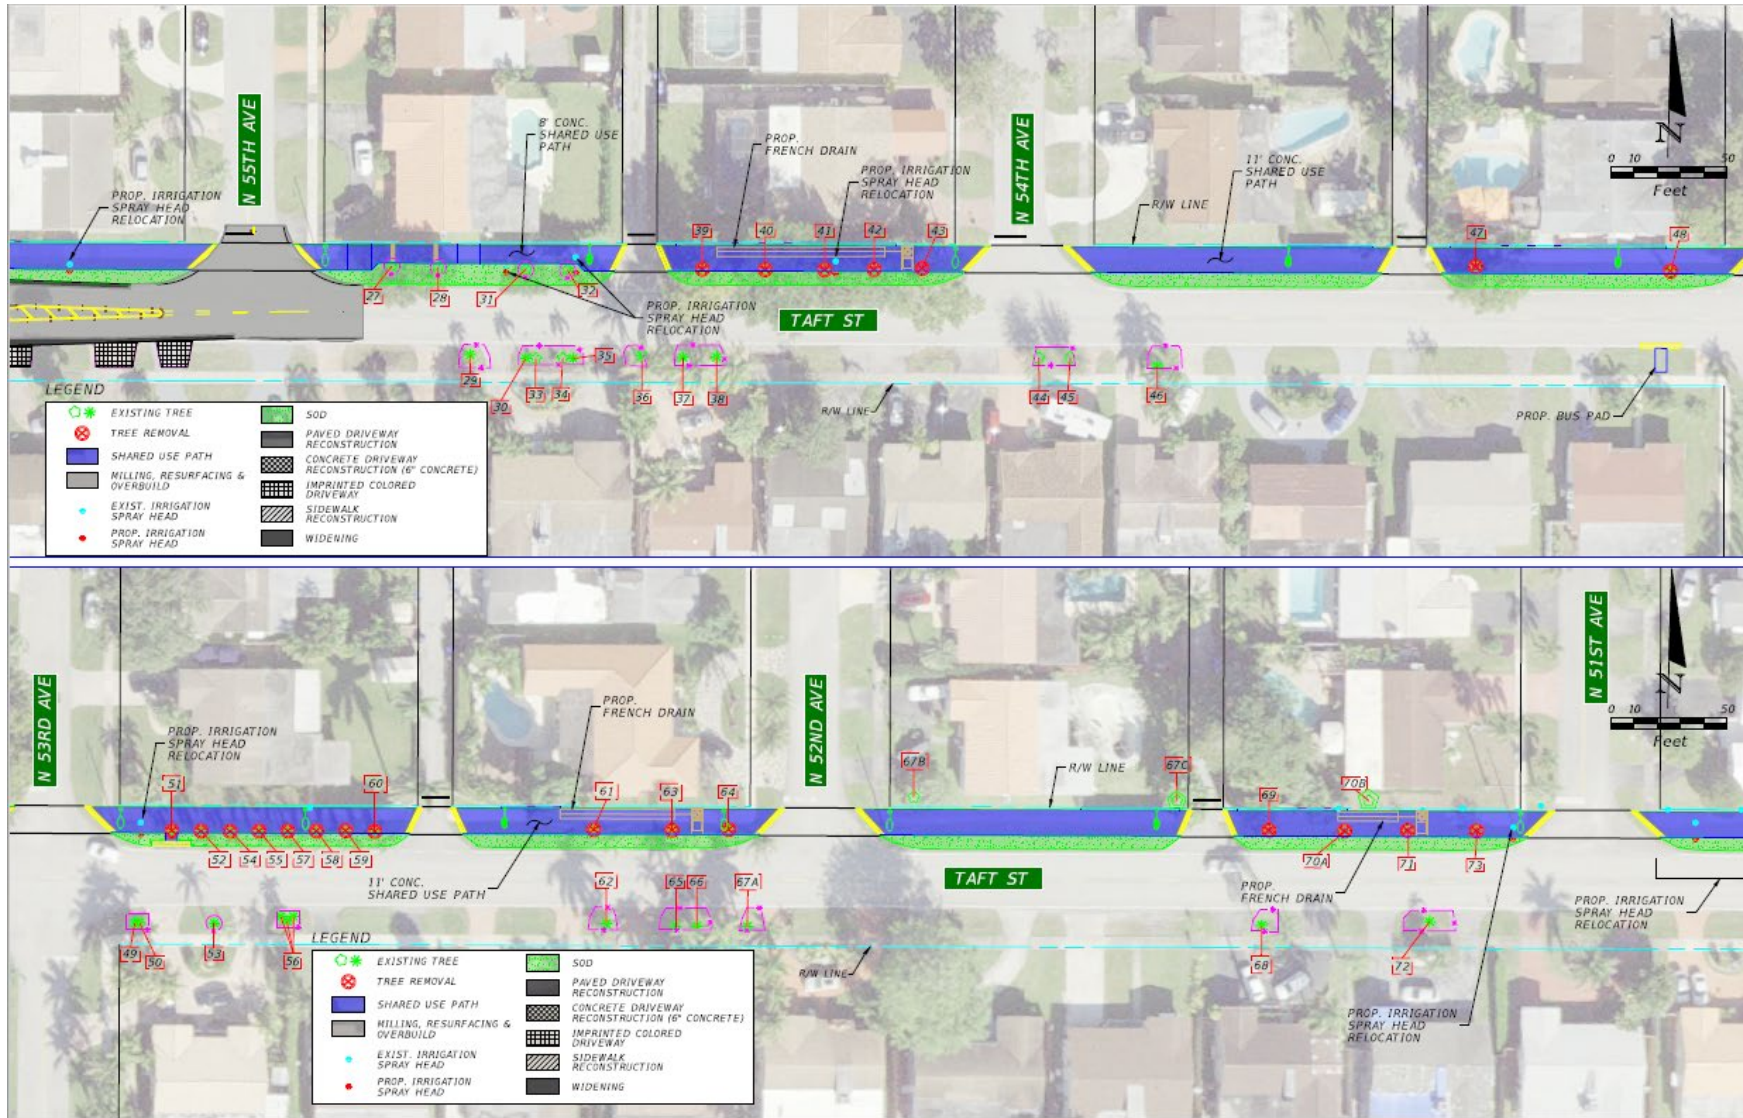 N 55TH AVE
8' CONC.
SHARED USE
PATH
PROP.
FRENCH DRAIN
PROP. IRRIGATION
SPRAY HEAD
RELOCATION
N 54TH AVE
11' CONC.
SHARED USE
PATH
N
0 10 50
Feet
PROP. IRRIGATION
SPRAY HEAD
RELOCATION
R/W LINE
39
40
41
42
43
47
48
27
28
31
32
PROP. IRRIGATION
SPRAY HEAD
RELOCATION
TAFT ST
29
30
33
34
35
36
37
38
44
45
46
R/W LINE
PROP. BUS PAD
LEGEND
EXISTING TREE
TREE REMOVAL
SHARED USE PATH
MILLING, RESURFACING &
OVERBUILD
EXIST. IRRIGATION
SPRAY HEAD
PROP. IRRIGATION
SPRAY HEAD
SOD
PAVED DRIVEWAY
RECONSTRUCTION
CONCRETE DRIVEWAY
RECONSTRUCTION (6" CONCRETE)
IMPRINTED COLORED
DRIVEWAY
SIDEWALK
RECONSTRUCTION
WIDENING
N 53RD AVE
PROP. IRRIGATION
SPRAY HEAD
RELOCATION
PROP.
FRENCH DRAIN
N 52ND AVE
R/W LINE
N 51ST AVE
N
0 10 50
Feet
51
60
61
63
64
67B
67C
69
70B
52
54
55
57
58
59
11' CONC.
SHARED USE PATH
TAFT ST
70A
71
73
PROP.
FRENCH DRAIN
PROP. IRRIGATION
SPRAY HEAD
RELOCATION
49
50
53
56
62
65
66
67A
68
72
R/W LINE
PROP. IRRIGATION
SPRAY HEAD
RELOCATION
LEGEND
EXISTING TREE
TREE REMOVAL
SHARED USE PATH
MILLING, RESURFACING &
OVERBUILD
EXIST. IRRIGATION
SPRAY HEAD
PROP. IRRIGATION
SPRAY HEAD
SOD
PAVED DRIVEWAY
RECONSTRUCTION
CONCRETE DRIVEWAY
RECONSTRUCTION (6" CONCRETE)
IMPRINTED COLORED
DRIVEWAY
SIDEWALK
RECONSTRUCTION
WIDENING